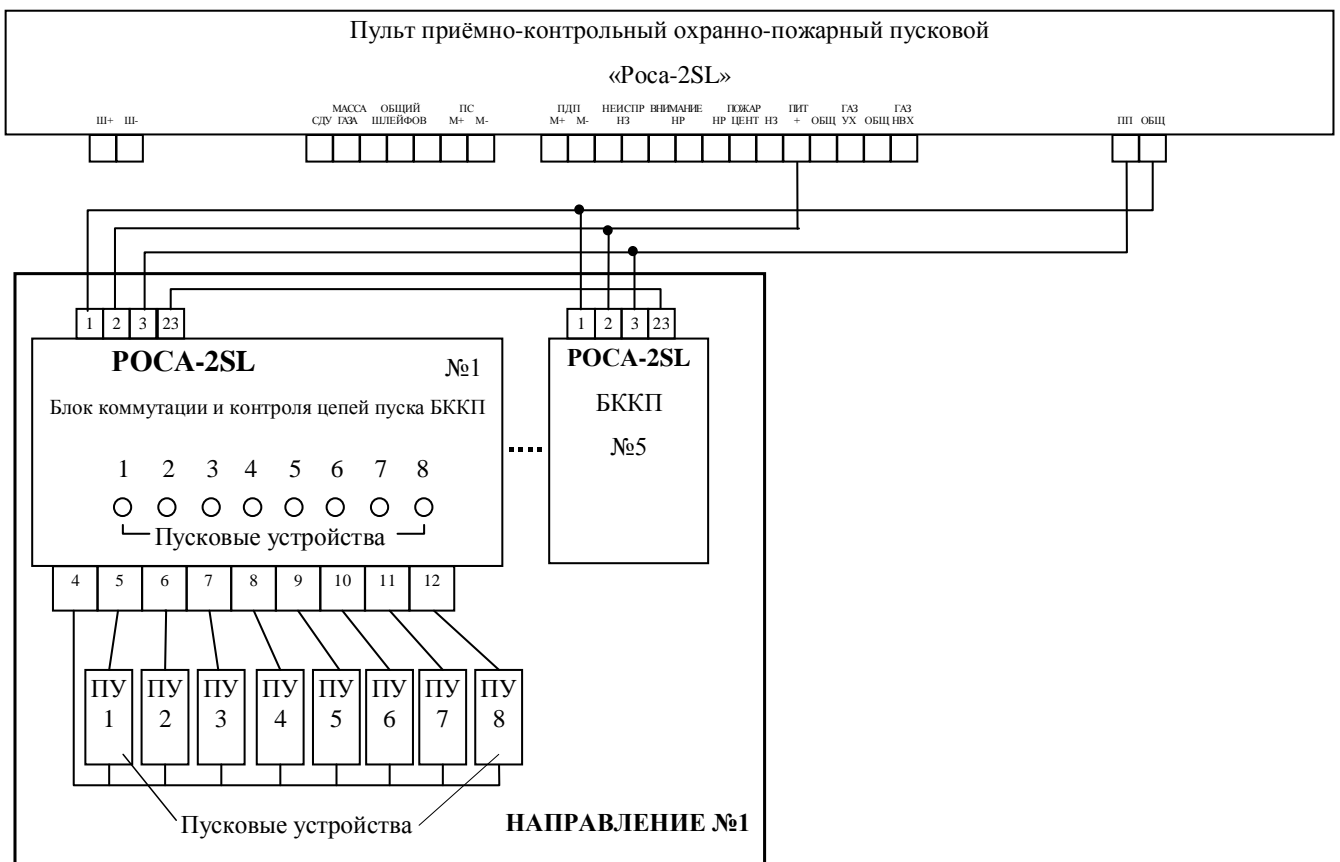 Пульт приёмно-контрольный охранно-пожарный пусковой
«Роса-2SL»
МАССА ОБЩИЙ ПС ПДП НЕИСПР ВНИМАНИЕ ПОЖАР ПИТ ГАЗ ГАЗ
Ш+ Ш- СДУ ГАЗА ШЛЕЙФОВ М+ М- М+ М- НЗ НР НР ЦЕНТ НЗ + ОБЩ УХ ОБЩ НВХ ПП ОБЩ
1 2 3 23 1 2 3 23
РОСА-2SL №1
Блок коммутации и контроля цепей пуска БККП
1 2 3 4 5 6 7 8
Пусковые устройства
РОСА-2SL
БККП
№5
4 5 6 7 8 9 10 11 12
ПУ ПУ ПУ ПУ ПУ ПУ ПУ ПУ
1 2 3 4 5 6 7 8
Пусковые устройства
НАПРАВЛЕНИЕ №1